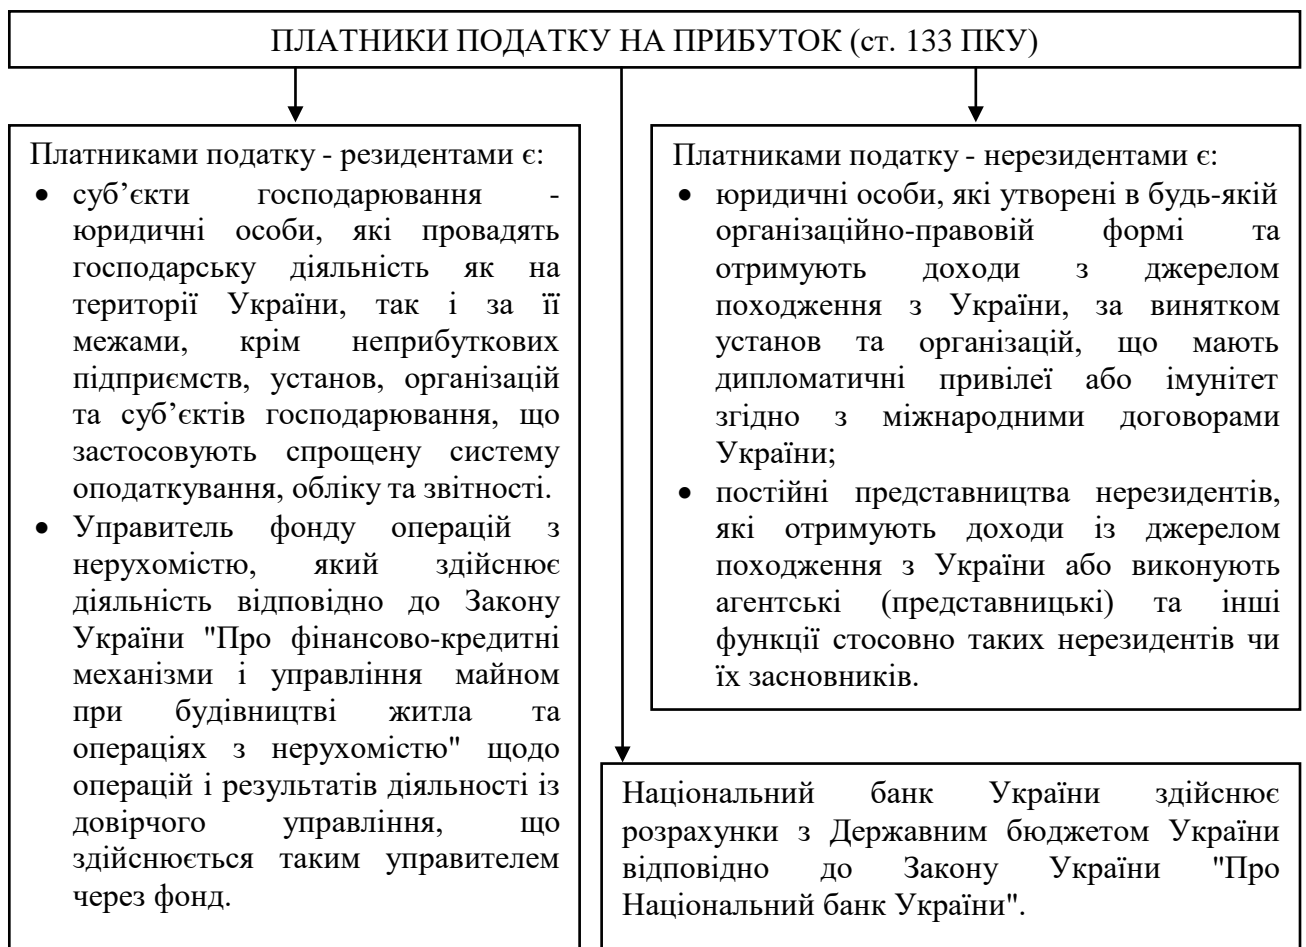 ПЛАТНИКИ ПОДАТКУ НА ПРИБУТОК (ст. 133 ПКУ)
Платниками податку - резидентами є:
• суб’єкти господарювання -
юридичні особи, які провадять
господарську діяльність як на
території України, так і за її
межами, крім неприбуткових
підприємств, установ, організацій
та суб’єктів господарювання, що
застосовують спрощену систему
оподаткування, обліку та звітності.
• Управитель фонду операцій з
нерухомістю, який здійснює
діяльність відповідно до Закону
України "Про фінансово-кредитні
механізми і управління майном
при будівництві житла та
операціях з нерухомістю" щодо
операцій і результатів діяльності із
довірчого управління, що
здійснюється таким управителем
через фонд.
Платниками податку - нерезидентами є:
• юридичні особи, які утворені в будь-якій
організаційно-правовій формі та
отримують доходи з джерелом
походження з України, за винятком
установ та організацій, що мають
дипломатичні привілеї або імунітет
згідно з міжнародними договорами
України;
• постійні представництва нерезидентів,
які отримують доходи із джерелом
походження з України або виконують
агентські (представницькі) та інші
функції стосовно таких нерезидентів чи
їх засновників.
Національний банк України здійснює
розрахунки з Державним бюджетом України
відповідно до Закону України "Про
Національний банк України".